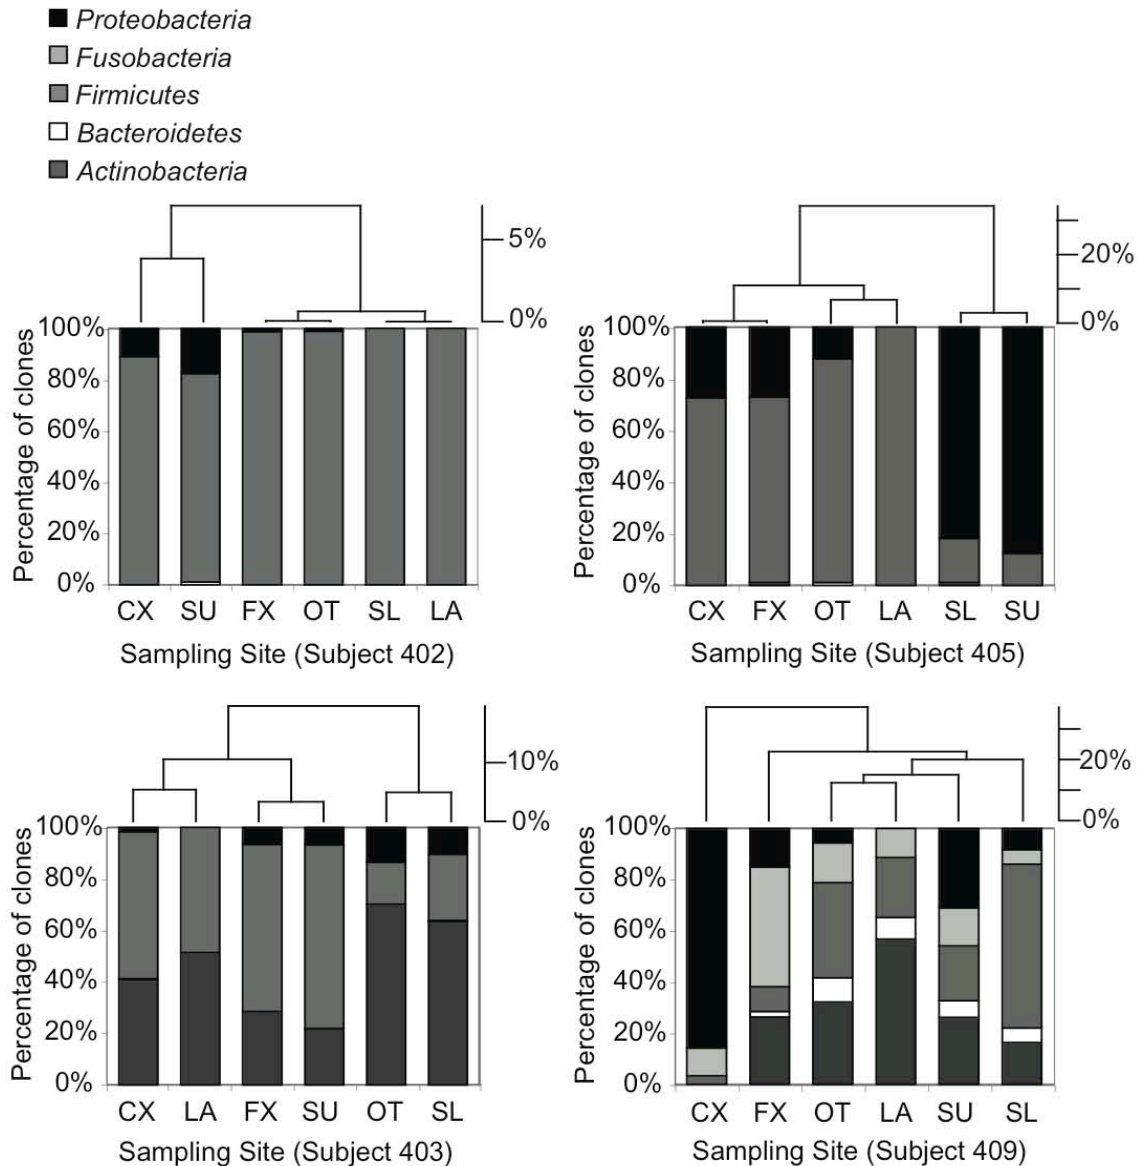 Proteobacteria
Fusobacteria
Firmicutes
Bacteroidetes
Actinobacteria
5%
0%
Percentage of clones
100%
80%
60%
40%
20%
0%
CX SU FX OT SL LA
Sampling Site (Subject 402)
20%
0%
Percentage of clones
100%
80%
60%
40%
20%
0%
CX FX OT LA SL SU
Sampling Site (Subject 405)
10%
0%
Percentage of clones
100%
80%
60%
40%
20%
0%
CX LA FX SU OT SL
Sampling Site (Subject 403)
20%
0%
Percentage of clones
100%
80%
60%
40%
20%
0%
CX FX OT LA SU SL
Sampling Site (Subject 409)